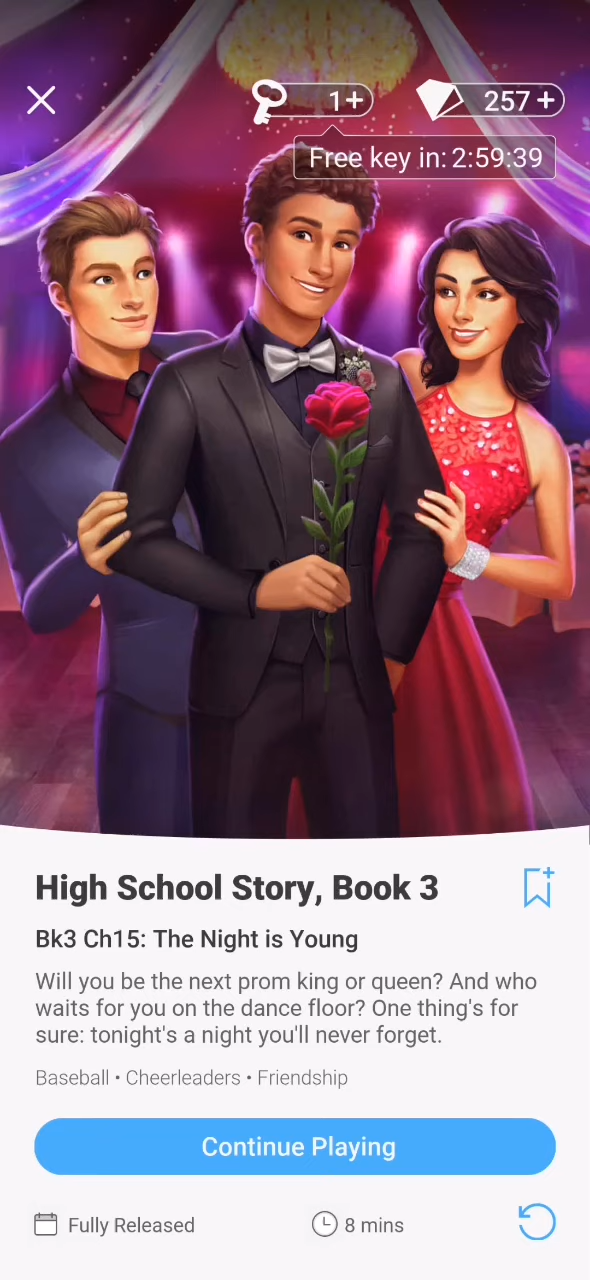 1+
257 +
Free key in: 2:59:39
High School Story, Book 3
Bk3 Ch15: The Night is Young
Will you be the next prom king or queen? And who
waits for you on the dance floor? One thing's for
sure: tonight's a night you'll never forget.
Baseball • Cheerleaders • Friendship
Continue Playing
Fully Released
8 mins